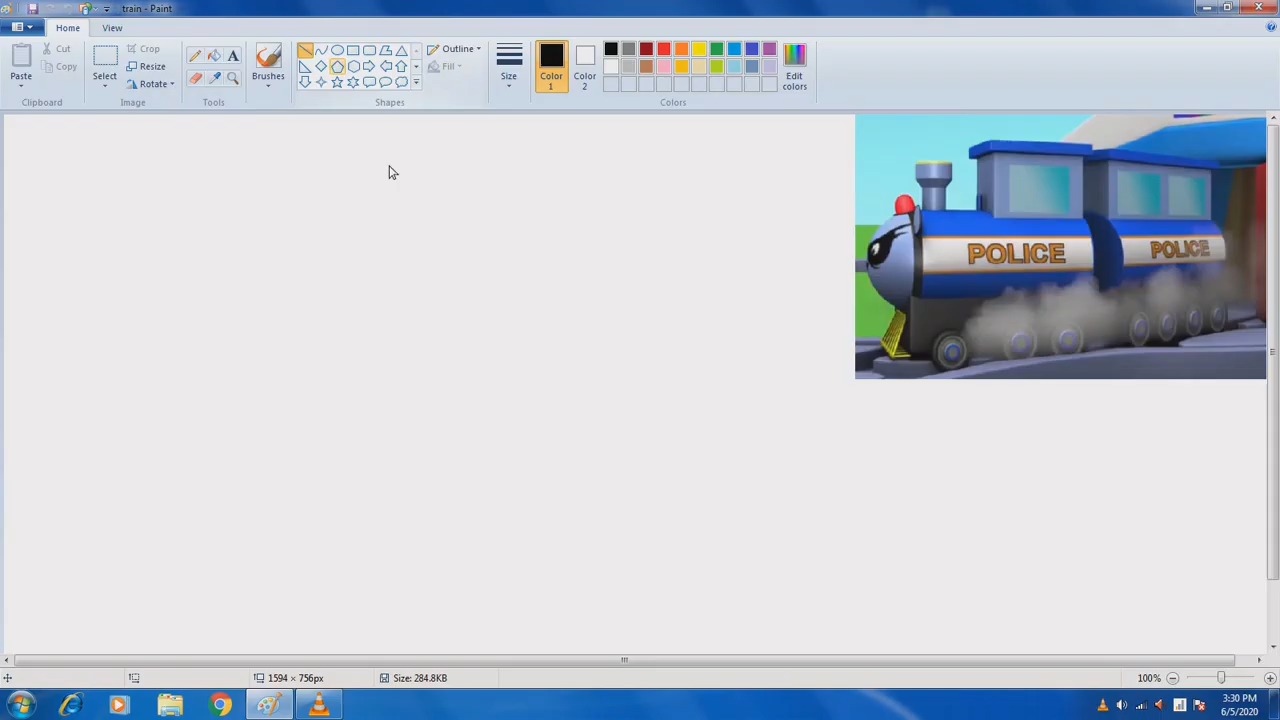 train - Paint
Home View
Paste
Cut
Copy
Clipboard
Select
Crop
Resize
Rotate
Image
Tools
Brushes
Outline
Fill
Shapes
Size
Color
1
Color
2
Edit
colors
Colors
POLICE POLICE
1594 × 756px
Size: 284.8KB
100%
3:30 PM
6/5/2020